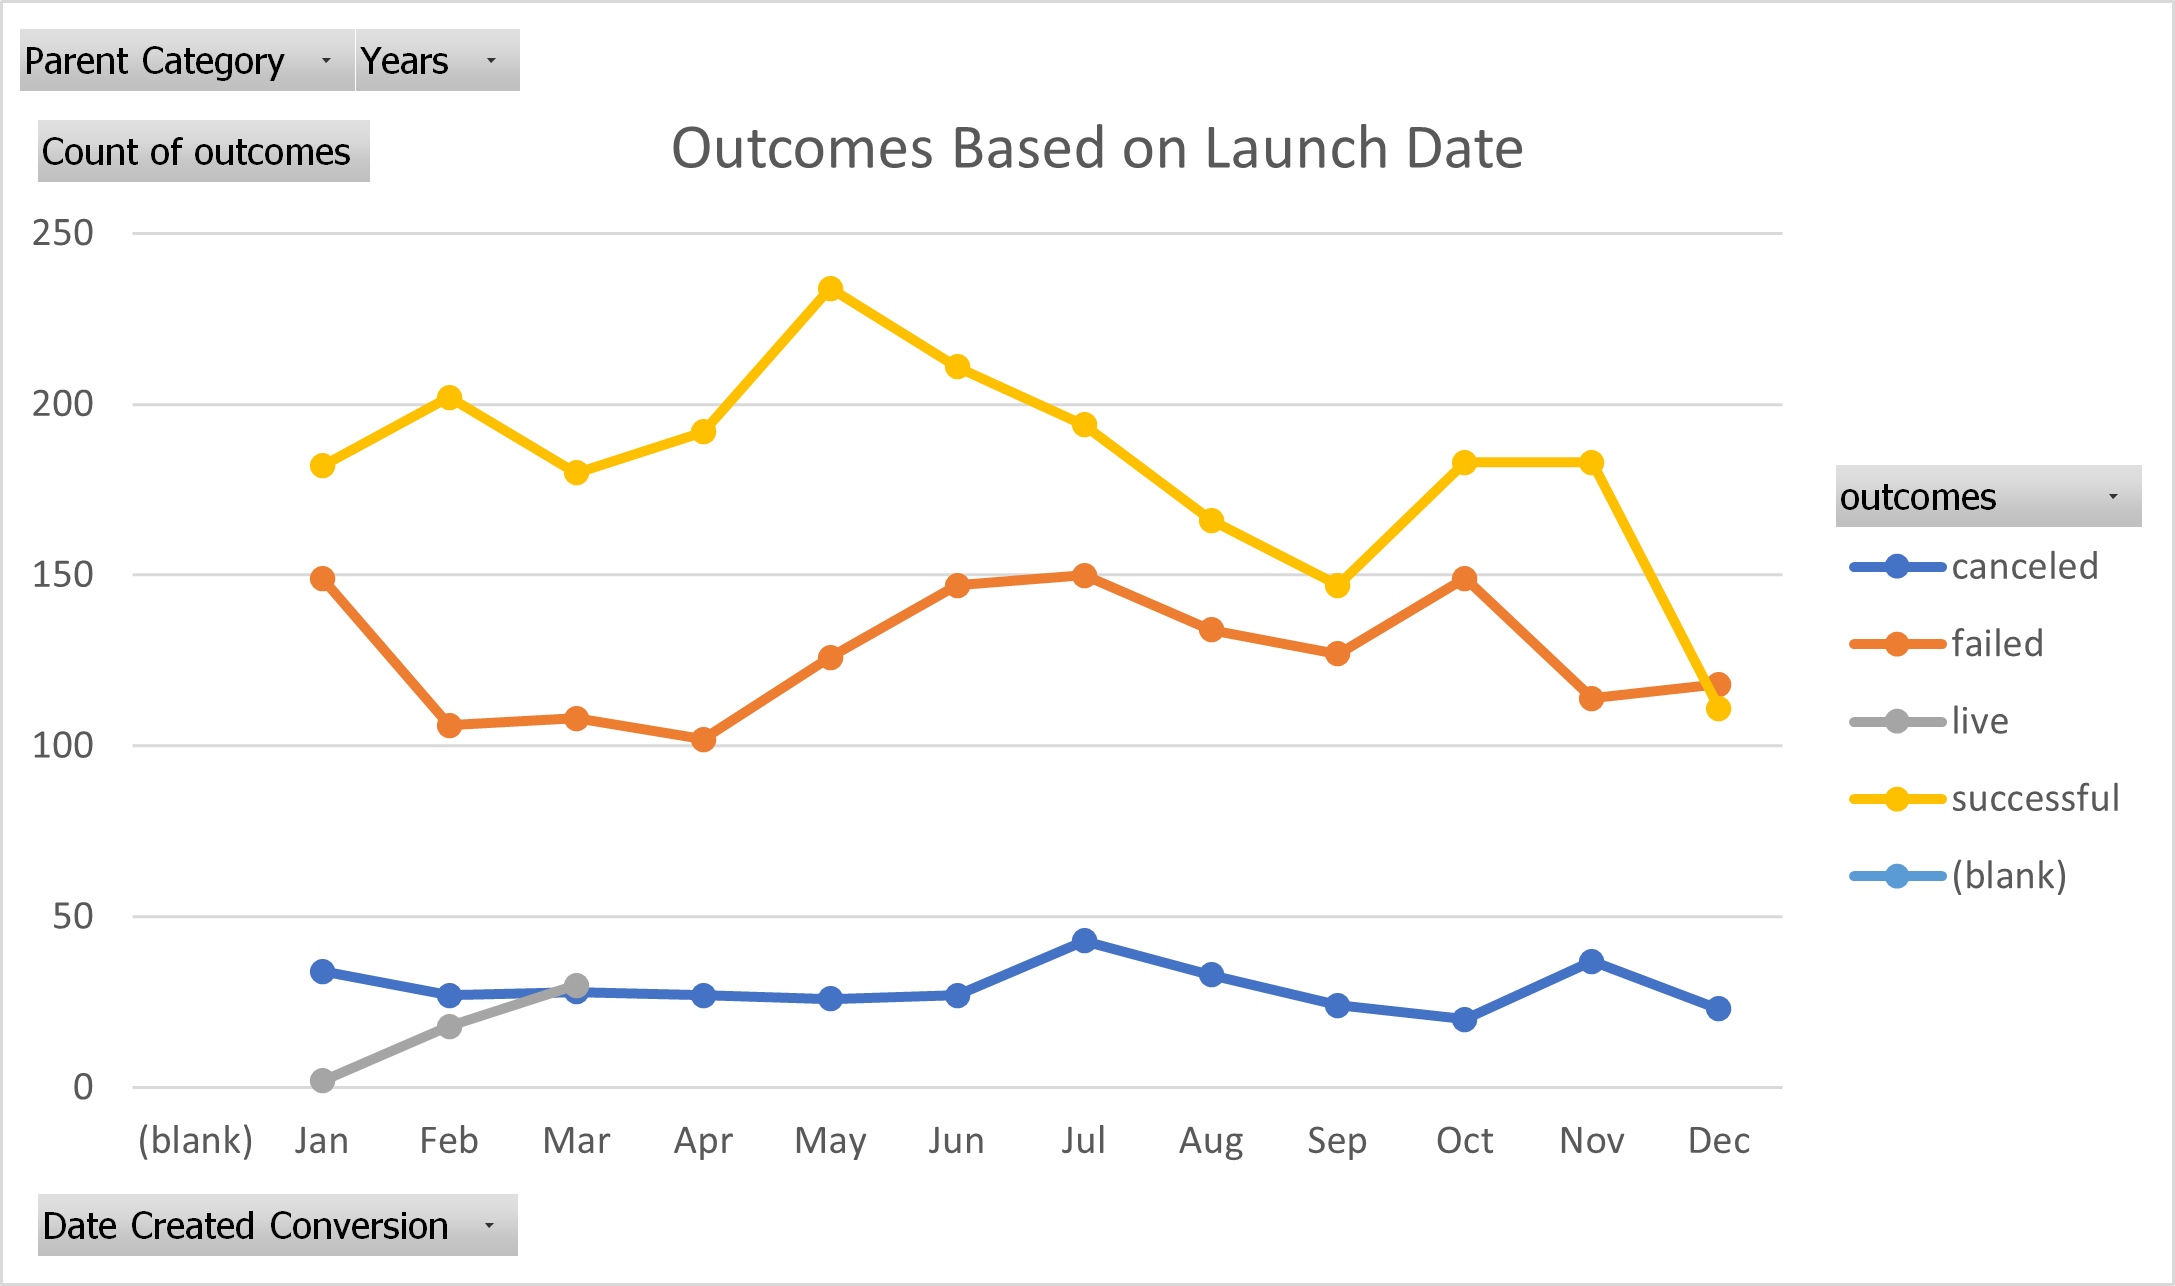 Parent Category Years
Count of outcomes
Outcomes Based on Launch Date
250
200
150
100
50
0
(blank) Jan Feb Mar Apr May Jun Jul Aug Sep Oct Nov Dec
outcomes
canceled
failed
live
successful
(blank)
Date Created Conversion